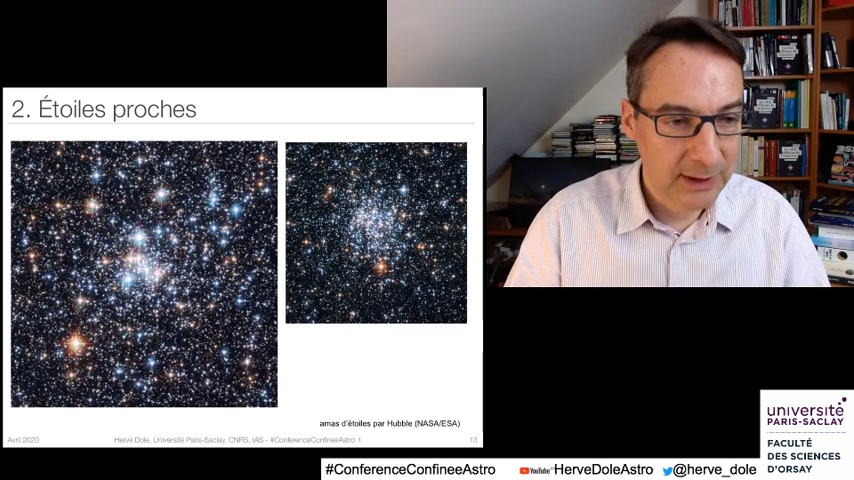 2. Étoiles proches
amas d'étoiles par Hubble (NASA/ESA)
Avril 2020
Hervé Dole, Université Paris-Saclay, CNRS, IAS - #ConferenceConfineeAstro 1
13
#ConferenceConfineeAstro
YouTube HerveDoleAstro
@herve_dole
université
PARIS-SACLAY
FACULTÉ
DES SCIENCES
D'ORSAY